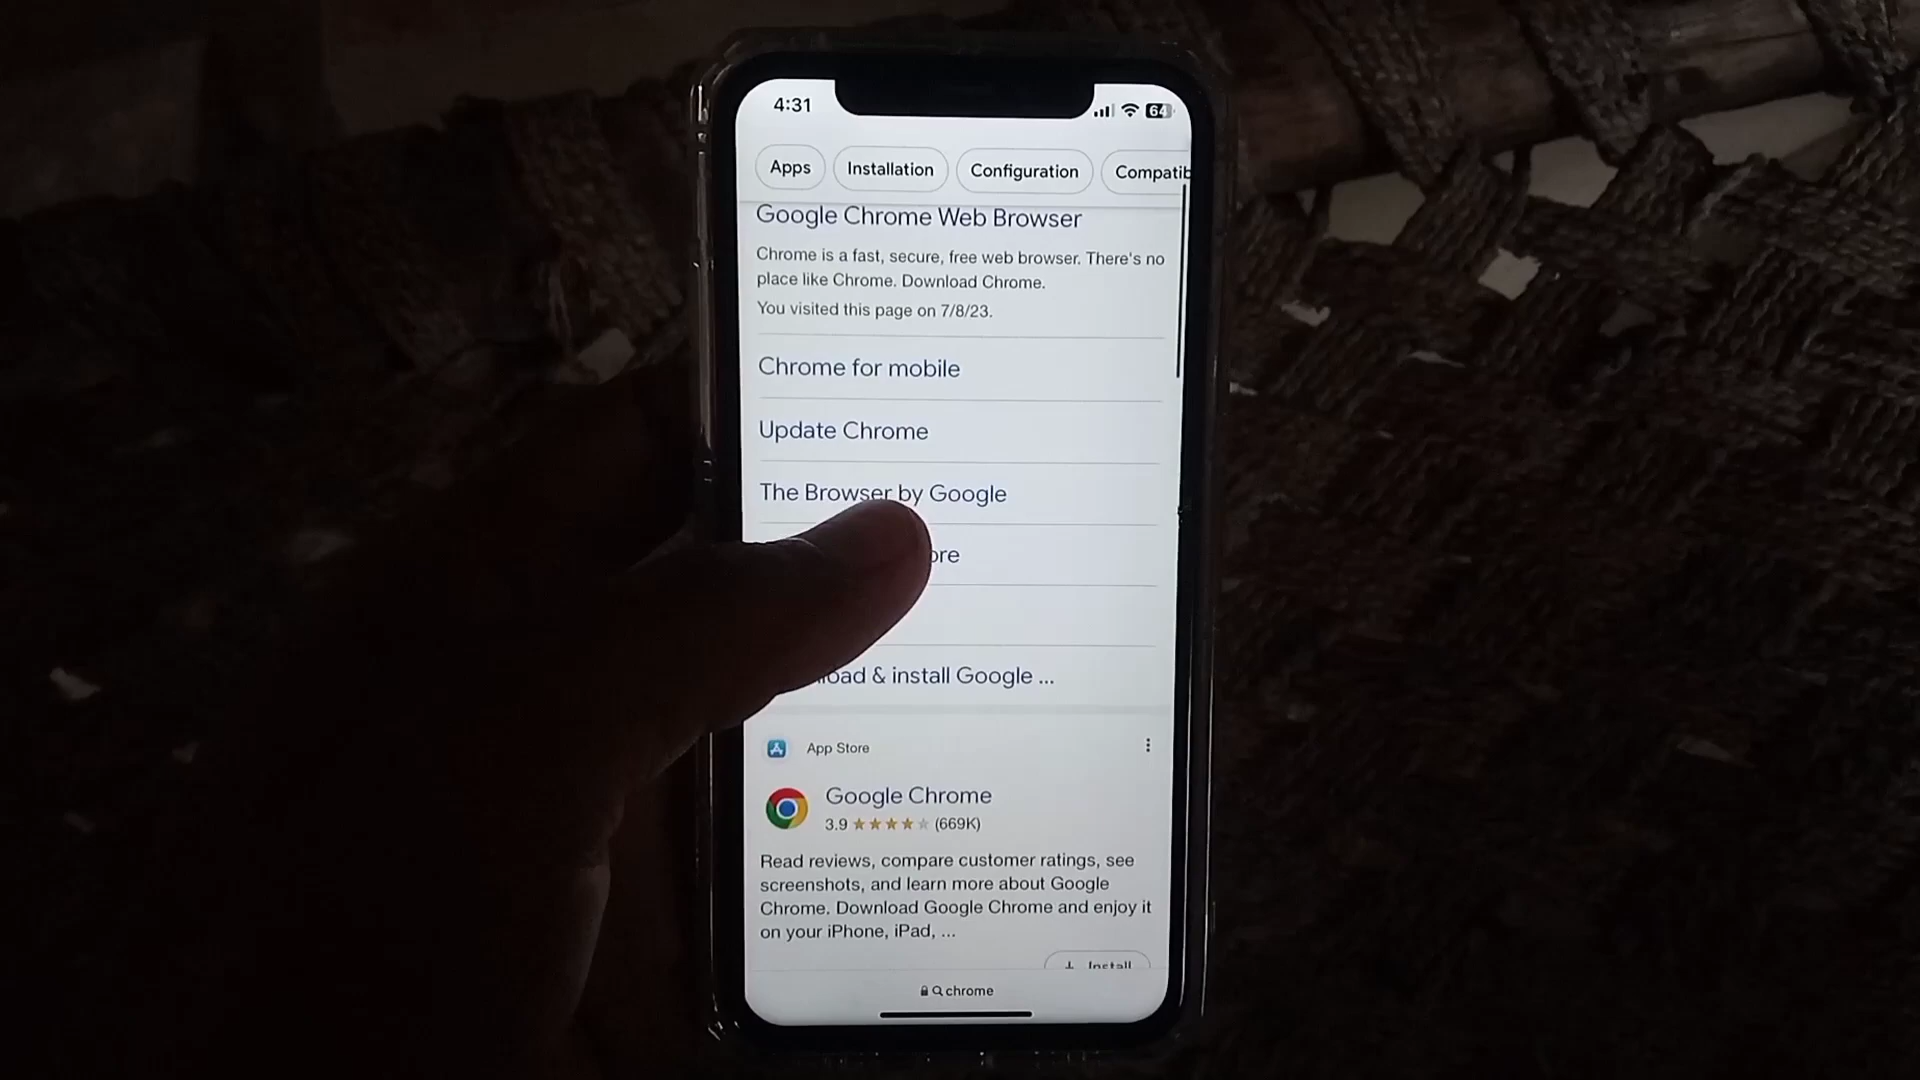 4:31
64
Apps Installation Configuration
Google Chrome Web Browser
Chrome is a fast, secure, free web browser. There's no
place like Chrome. Download Chrome.
You visited this page on 7/8/23.
Chrome for mobile
Update Chrome
The Browser by Google
& install Google ...
App Store
Google Chrome
3.9 (669K)
Read reviews, compare customer ratings, see
screenshots, and learn more about Google
Chrome. Download Google Chrome and enjoy it
on your iPhone, iPad, ...
Install
chrome